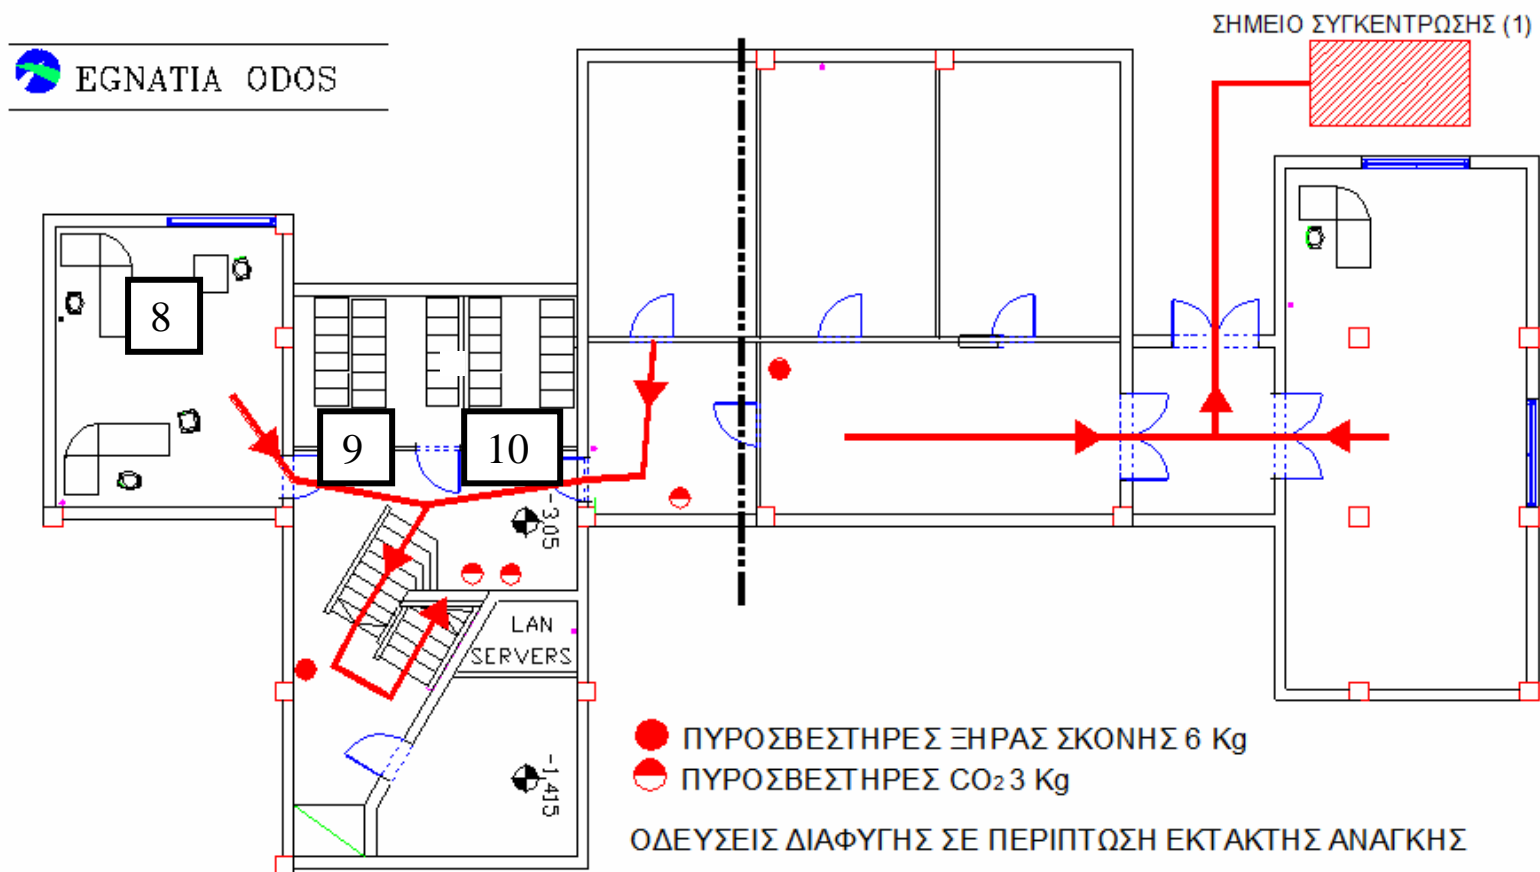 ΣΗΜΕΙΟ ΣΥΓΚΕΝΤΡΩΣΗΣ (1)
EGNATIA ODOS
8
9
10
-3.05
LAN
SERVERS
-1.415
ΠΥΡΟΣΒΕΣΤΗΡΕΣ ΞΗΡΑΣ ΣΚΟΝΗΣ 6 Kg
ΠΥΡΟΣΒΕΣΤΗΡΕΣ CO₂ 3 Kg
ΟΔΕΥΣΕΙΣ ΔΙΑΦΥΓΗΣ ΣΕ ΠΕΡΙΠΤΩΣΗ ΕΚΤΑΚΤΗΣ ΑΝΑΓΚΗΣ